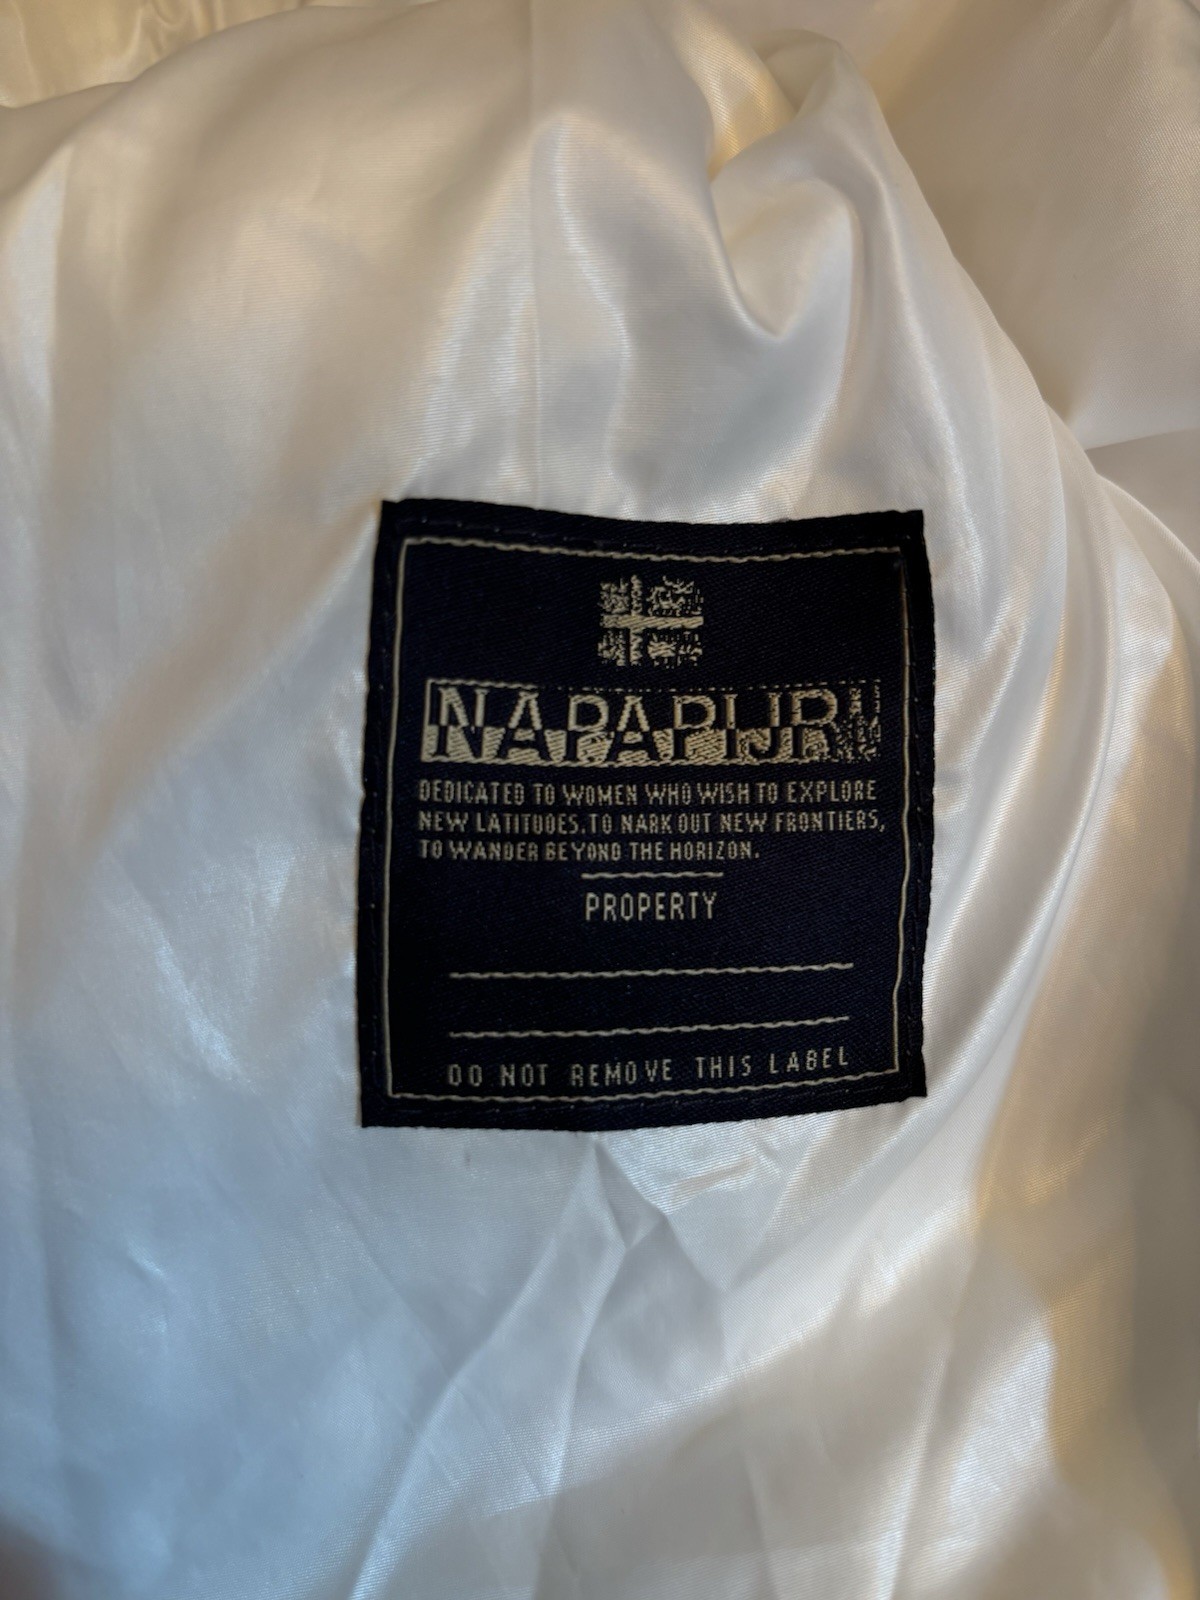 NAPAPIJRI
DEDICATED TO WOMEN WHO WISH TO EXPLORE
NEW LATITUDES.TO NARK OUT NEW FRONTIERS,
TO WANDER BEYOND THE HORIZON.
PROPERTY
DO NOT REMOVE THIS LABEL